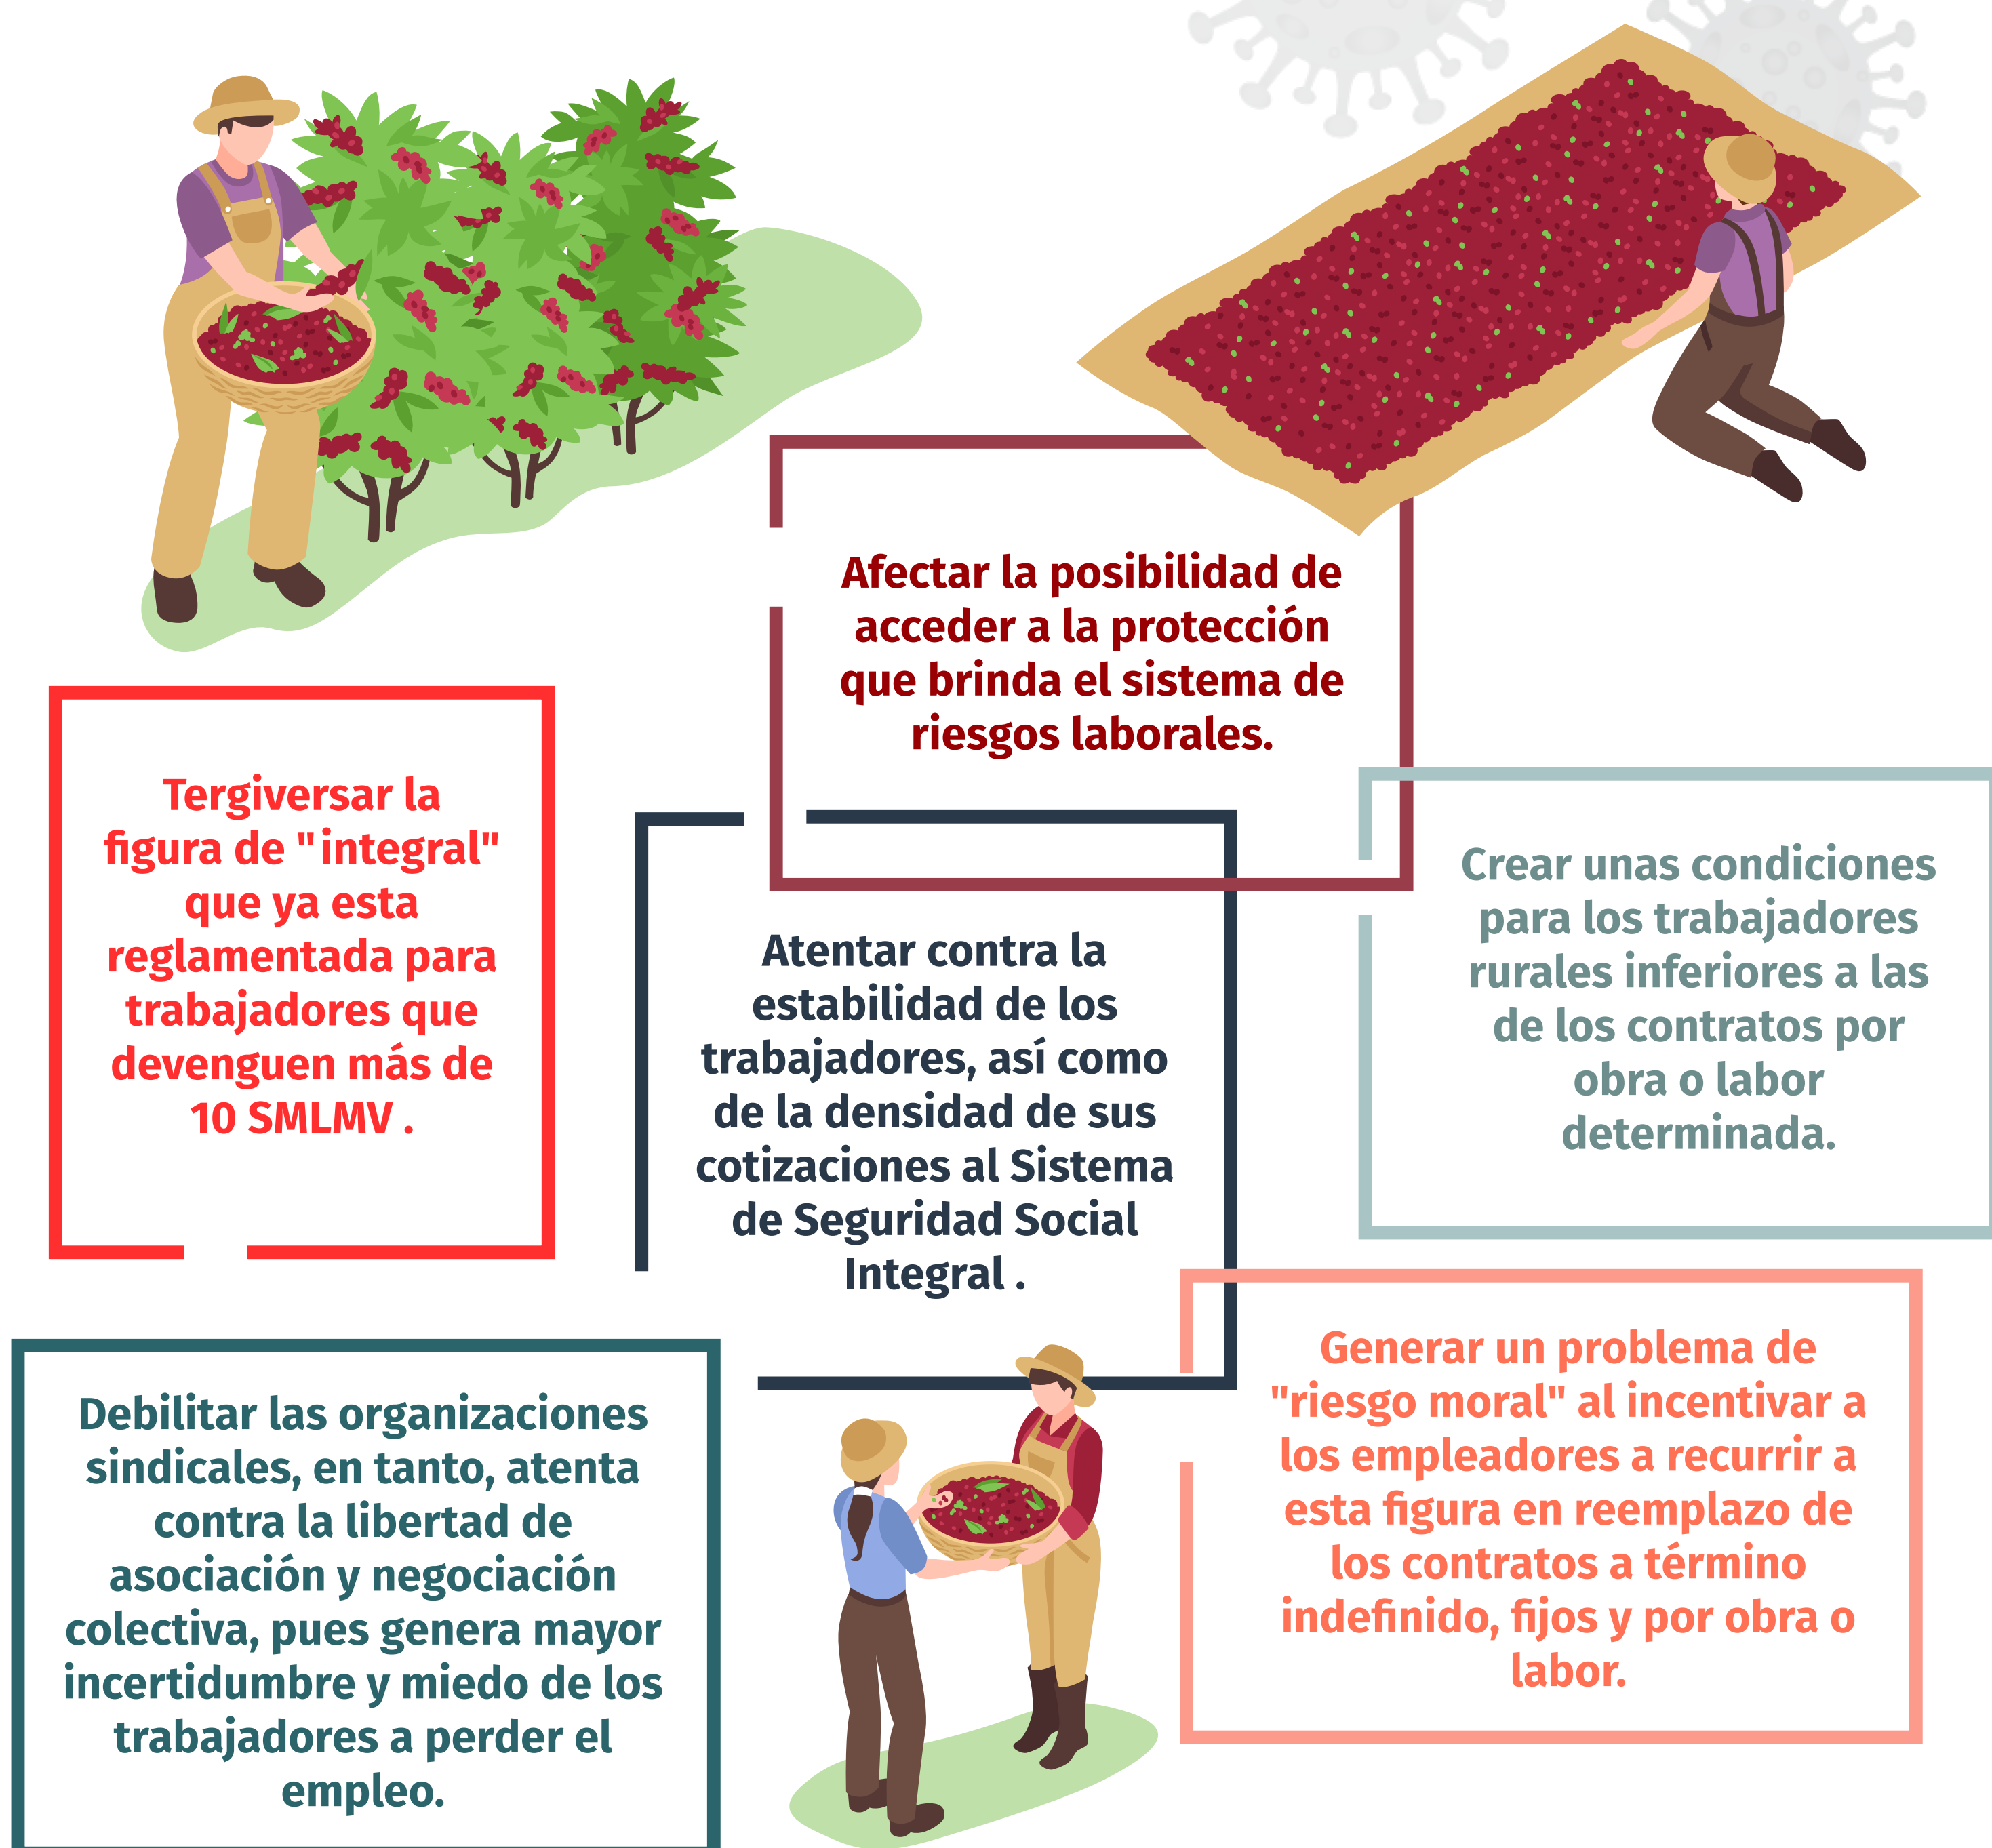 Afectar la posibilidad de
acceder a la protección
que brinda el sistema de
riesgos laborales.
Tergiversar la
figura de "integral"
que ya esta
reglamentada para
trabajadores que
devenguen más de
10 SMLMV .
Atentar contra la
estabilidad de los
trabajadores, así como
de la densidad de sus
cotizaciones al Sistema
de Seguridad Social
Integral .
Crear unas condiciones
para los trabajadores
rurales inferiores a las
de los contratos por
obra o labor
determinada.
Debilitar las organizaciones
sindicales, en tanto, atenta
contra la libertad de
asociación y negociación
colectiva, pues genera mayor
incertidumbre y miedo de los
trabajadores a perder el
empleo.
Generar un problema de
"riesgo moral" al incentivar a
los empleadores a recurrir a
esta figura en reemplazo de
los contratos a término
indefinido, fijos y por obra o
labor.